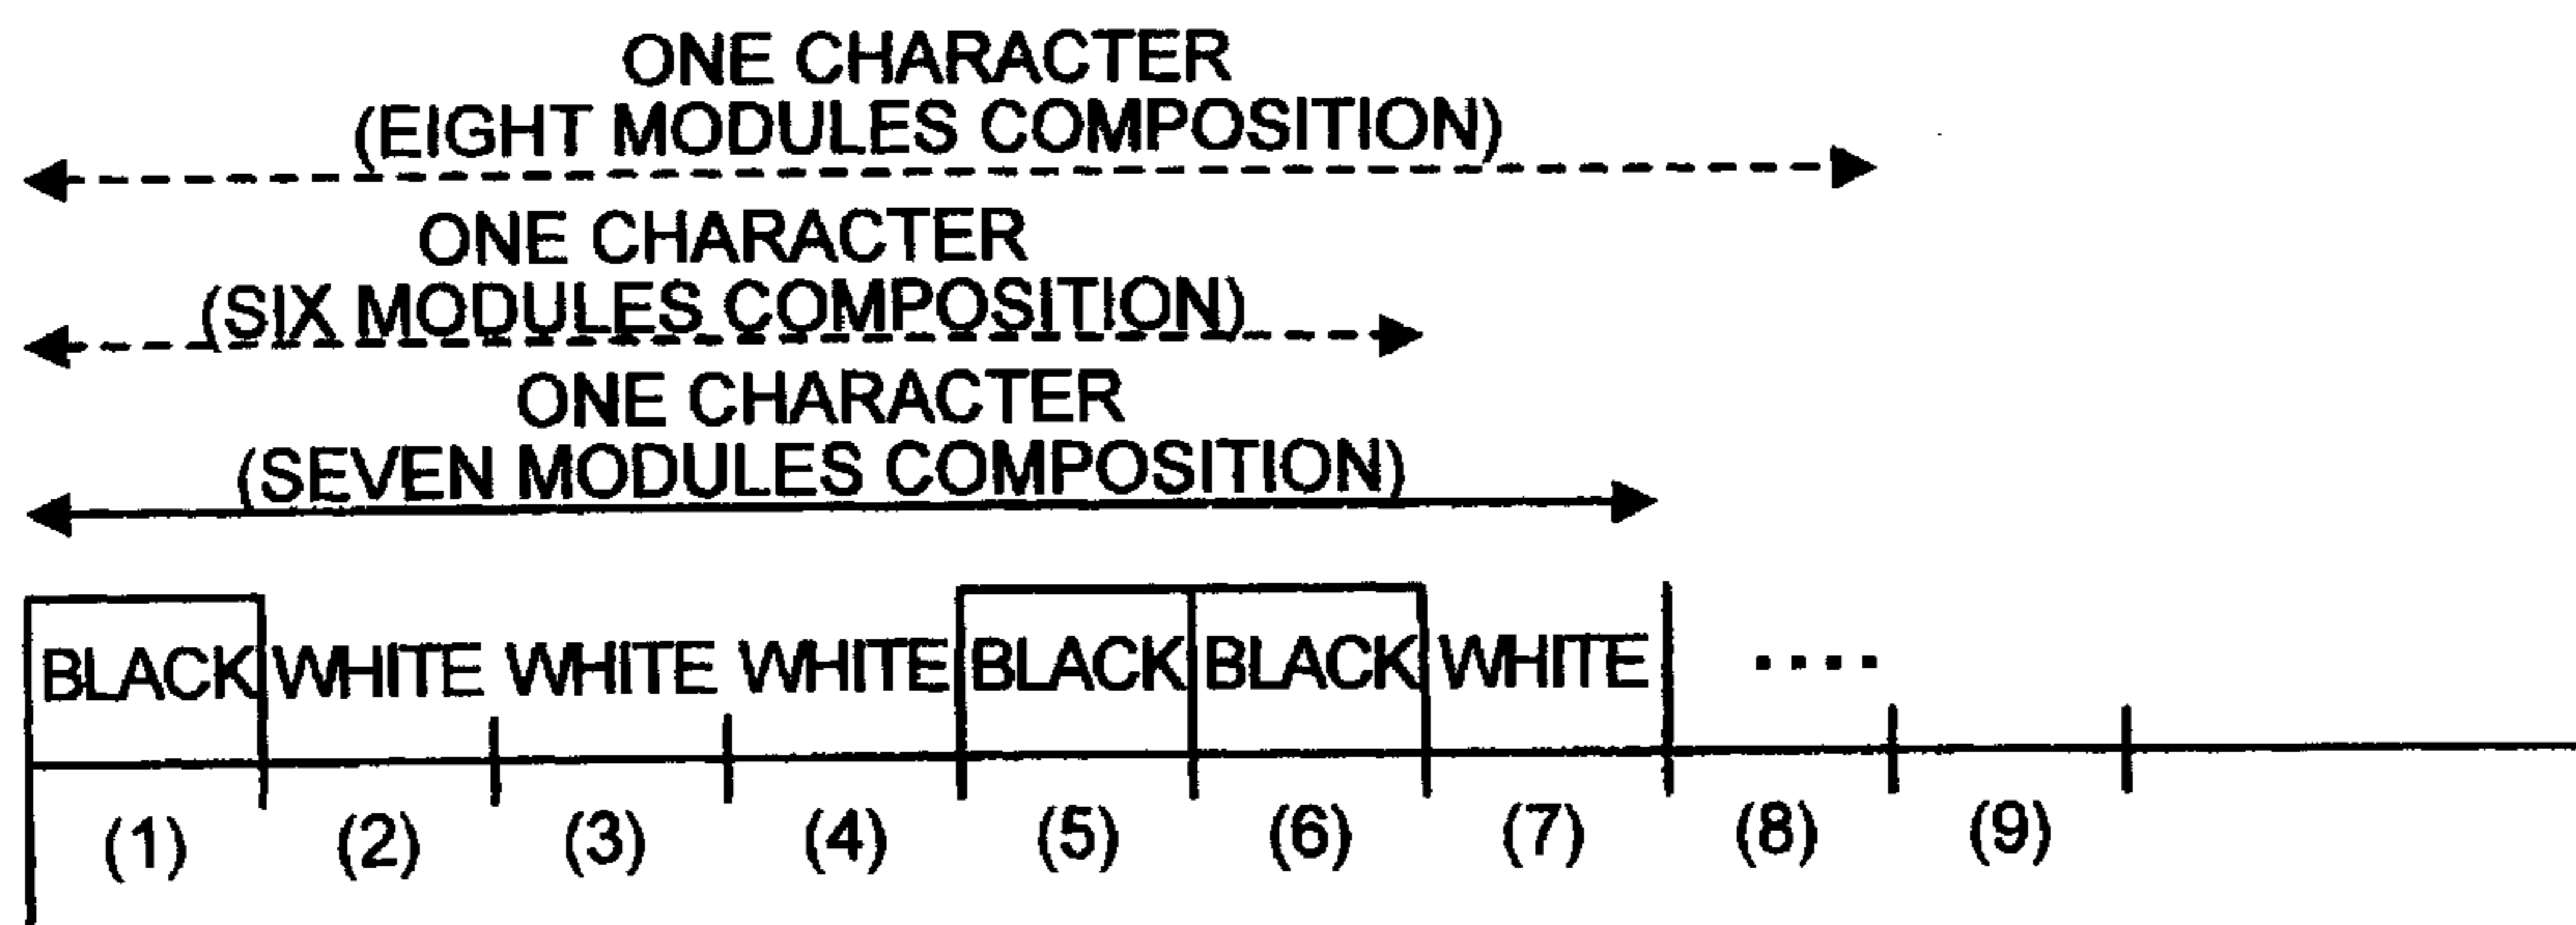 ONE CHARACTER
(EIGHT MODULES COMPOSITION)
ONE CHARACTER
(SIX MODULES COMPOSITION)
ONE CHARACTER
(SEVEN MODULES COMPOSITION)
BLACK WHITE WHITE WHITE BLACK BLACK WHITE ....
(1) (2) (3) (4) (5) (6) (7) (8) (9)